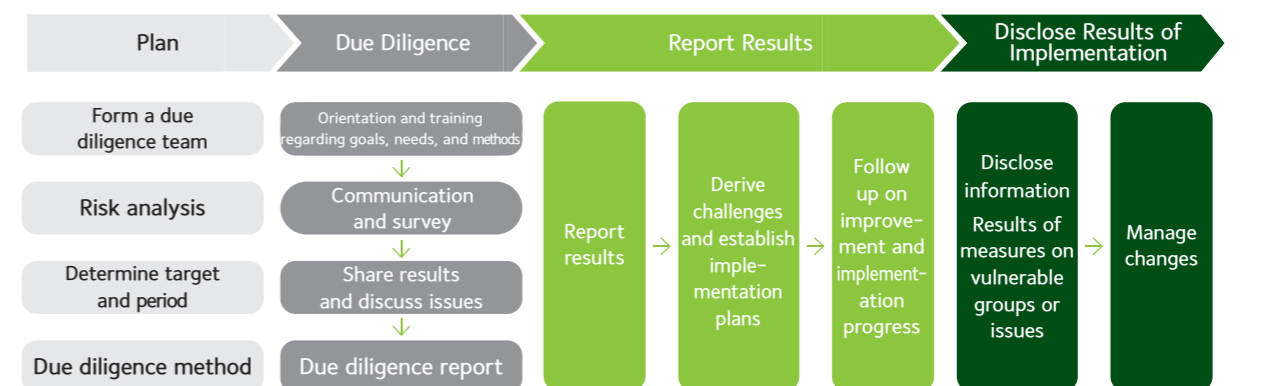 Plan
Due Diligence
Report Results
Disclose Results of
Implementation
Form a due
diligence team
Risk analysis
Determine target
and period
Due diligence method
Orientation and training
regarding goals, needs, and methods
Communication
and survey
Share results
and discuss issues
Due diligence report
Report
results
Derive
challenges
and establish
imple-
mentation
plans
Follow
up on
improve-
ment and
implement-
ation
progress
Disclose
information
Results of
measures on
vulnerable
groups or
issues
Manage
changes